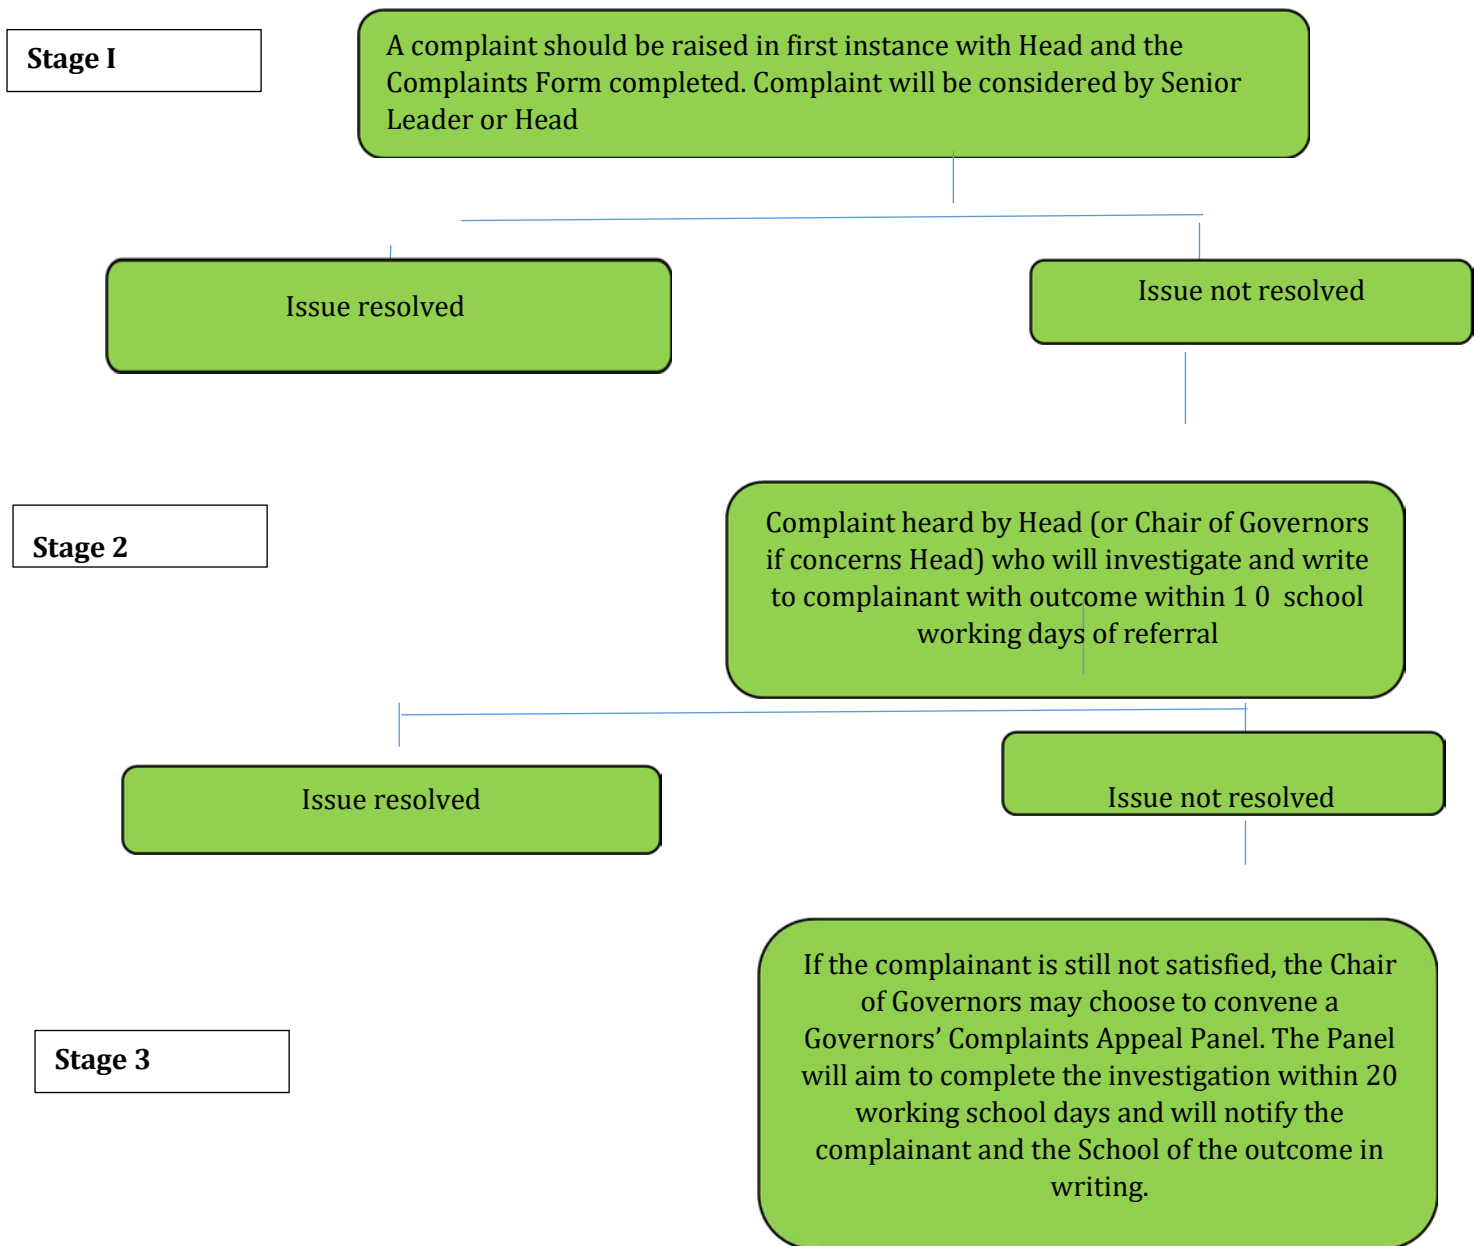 Stage I
A complaint should be raised in first instance with Head and the
Complaints Form completed. Complaint will be considered by Senior
Leader or Head
Issue resolved
Issue not resolved
Stage 2
Complaint heard by Head (or Chair of Governors
if concerns Head) who will investigate and write
to complainant with outcome within 1 0 school
working days of referral
Issue resolved
Issue not resolved
Stage 3
If the complainant is still not satisfied, the Chair
of Governors may choose to convene a
Governors’ Complaints Appeal Panel. The Panel
will aim to complete the investigation within 20
working school days and will notify the
complainant and the School of the outcome in
writing.